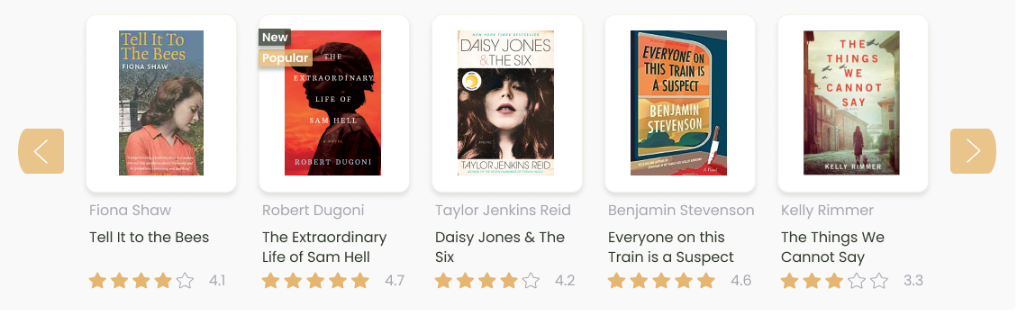 Tell It To
The Bees
FIONA SHAW
New
Popular
THE
EXTRAORDINARY
LIFE OF
SAM HELL
A NOVEL
ROBERT DUGONI
DAISY JONES
& THE SIX
TAYLOR JENKINS REID
EVERYONE ON
THIS TRAIN IS
A SUSPECT
BENJAMIN
STEVENSON
A Novel
THE
THINGS
WE
CANNOT
SAY
KELLY RIMMER
Fiona Shaw
Tell It to the Bees
4.1
Robert Dugoni
The Extraordinary
Life of Sam Hell
4.7
Taylor Jenkins Reid
Daisy Jones & The
Six
4.2
Benjamin Stevenson
Everyone on this
Train is a Suspect
4.6
Kelly Rimmer
The Things We
Cannot Say
3.3